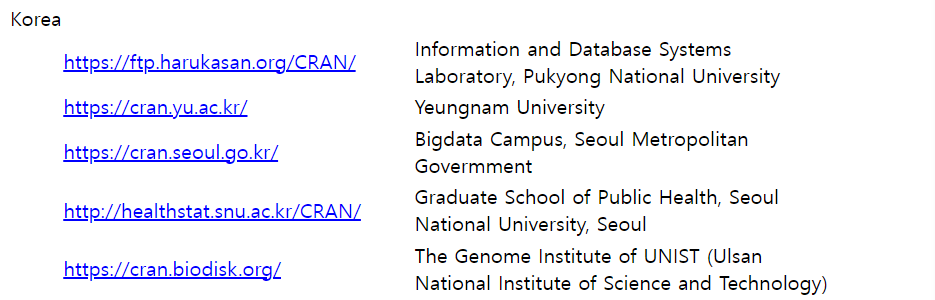 Korea
https://ftp.harukasan.org/CRAN/
Information and Database Systems
Laboratory, Pukyong National University
https://cran.yu.ac.kr/
Yeungnam University
https://cran.seoul.go.kr/
Bigdata Campus, Seoul Metropolitan
Govermment
http://healthstat.snu.ac.kr/CRAN/
Graduate School of Public Health, Seoul
National University, Seoul
https://cran.biodisk.org/
The Genome Institute of UNIST (Ulsan
National Institute of Science and Technology)